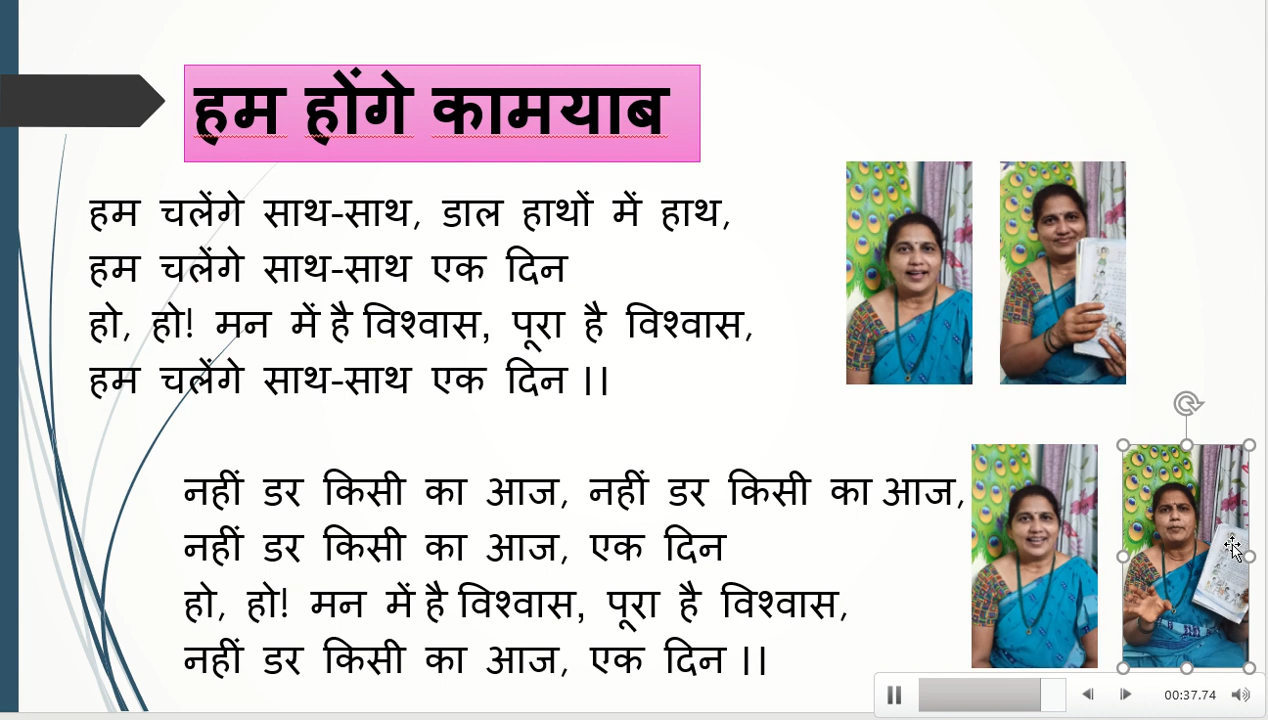 हम होंगे कामयाब
हम चलेंगे साथ-साथ, डाल हाथों में हाथ,
हम चलेंगे साथ-साथ एक दिन
हो, हो! मन में है विश्वास, पूरा है विश्वास,
हम चलेंगे साथ-साथ एक दिन ।।
नहीं डर किसी का आज, नहीं डर किसी का आज,
नहीं डर किसी का आज, एक दिन
हो, हो! मन में है विश्वास, पूरा है विश्वास,
नहीं डर किसी का आज, एक दिन ।।
00:37.74